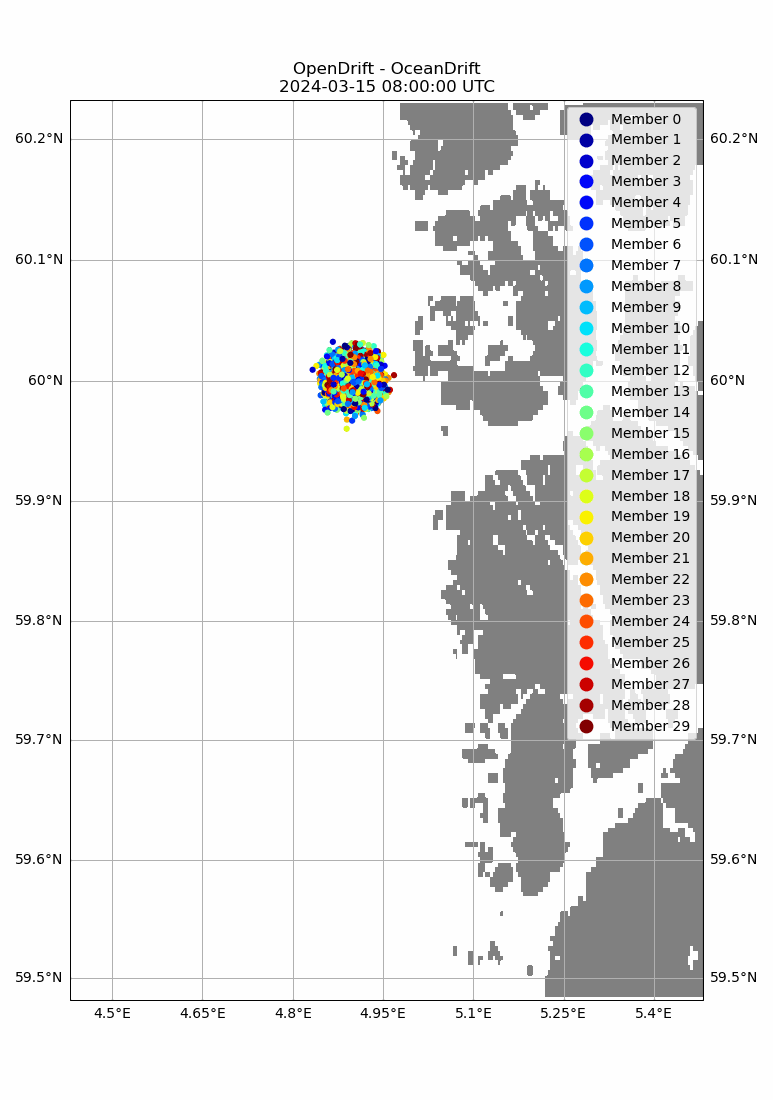 OpenDrift - OceanDrift
2024-03-15 08:00:00 UTC
60.2°N
60.1°N
60°N
59.9°N
59.8°N
59.7°N
59.6°N
59.5°N
Member 0
Member 1
Member 2
Member 3
Member 4
Member 5
Member 6
Member 7
Member 8
Member 9
Member 10
Member 11
Member 12
Member 13
Member 14
Member 15
Member 16
Member 17
Member 18
Member 19
Member 20
Member 21
Member 22
Member 23
Member 24
Member 25
Member 26
Member 27
Member 28
Member 29
60.2°N
60.1°N
60°N
59.9°N
59.8°N
59.7°N
59.6°N
59.5°N
4.5°E 4.65°E 4.8°E 4.95°E 5.1°E 5.25°E 5.4°E